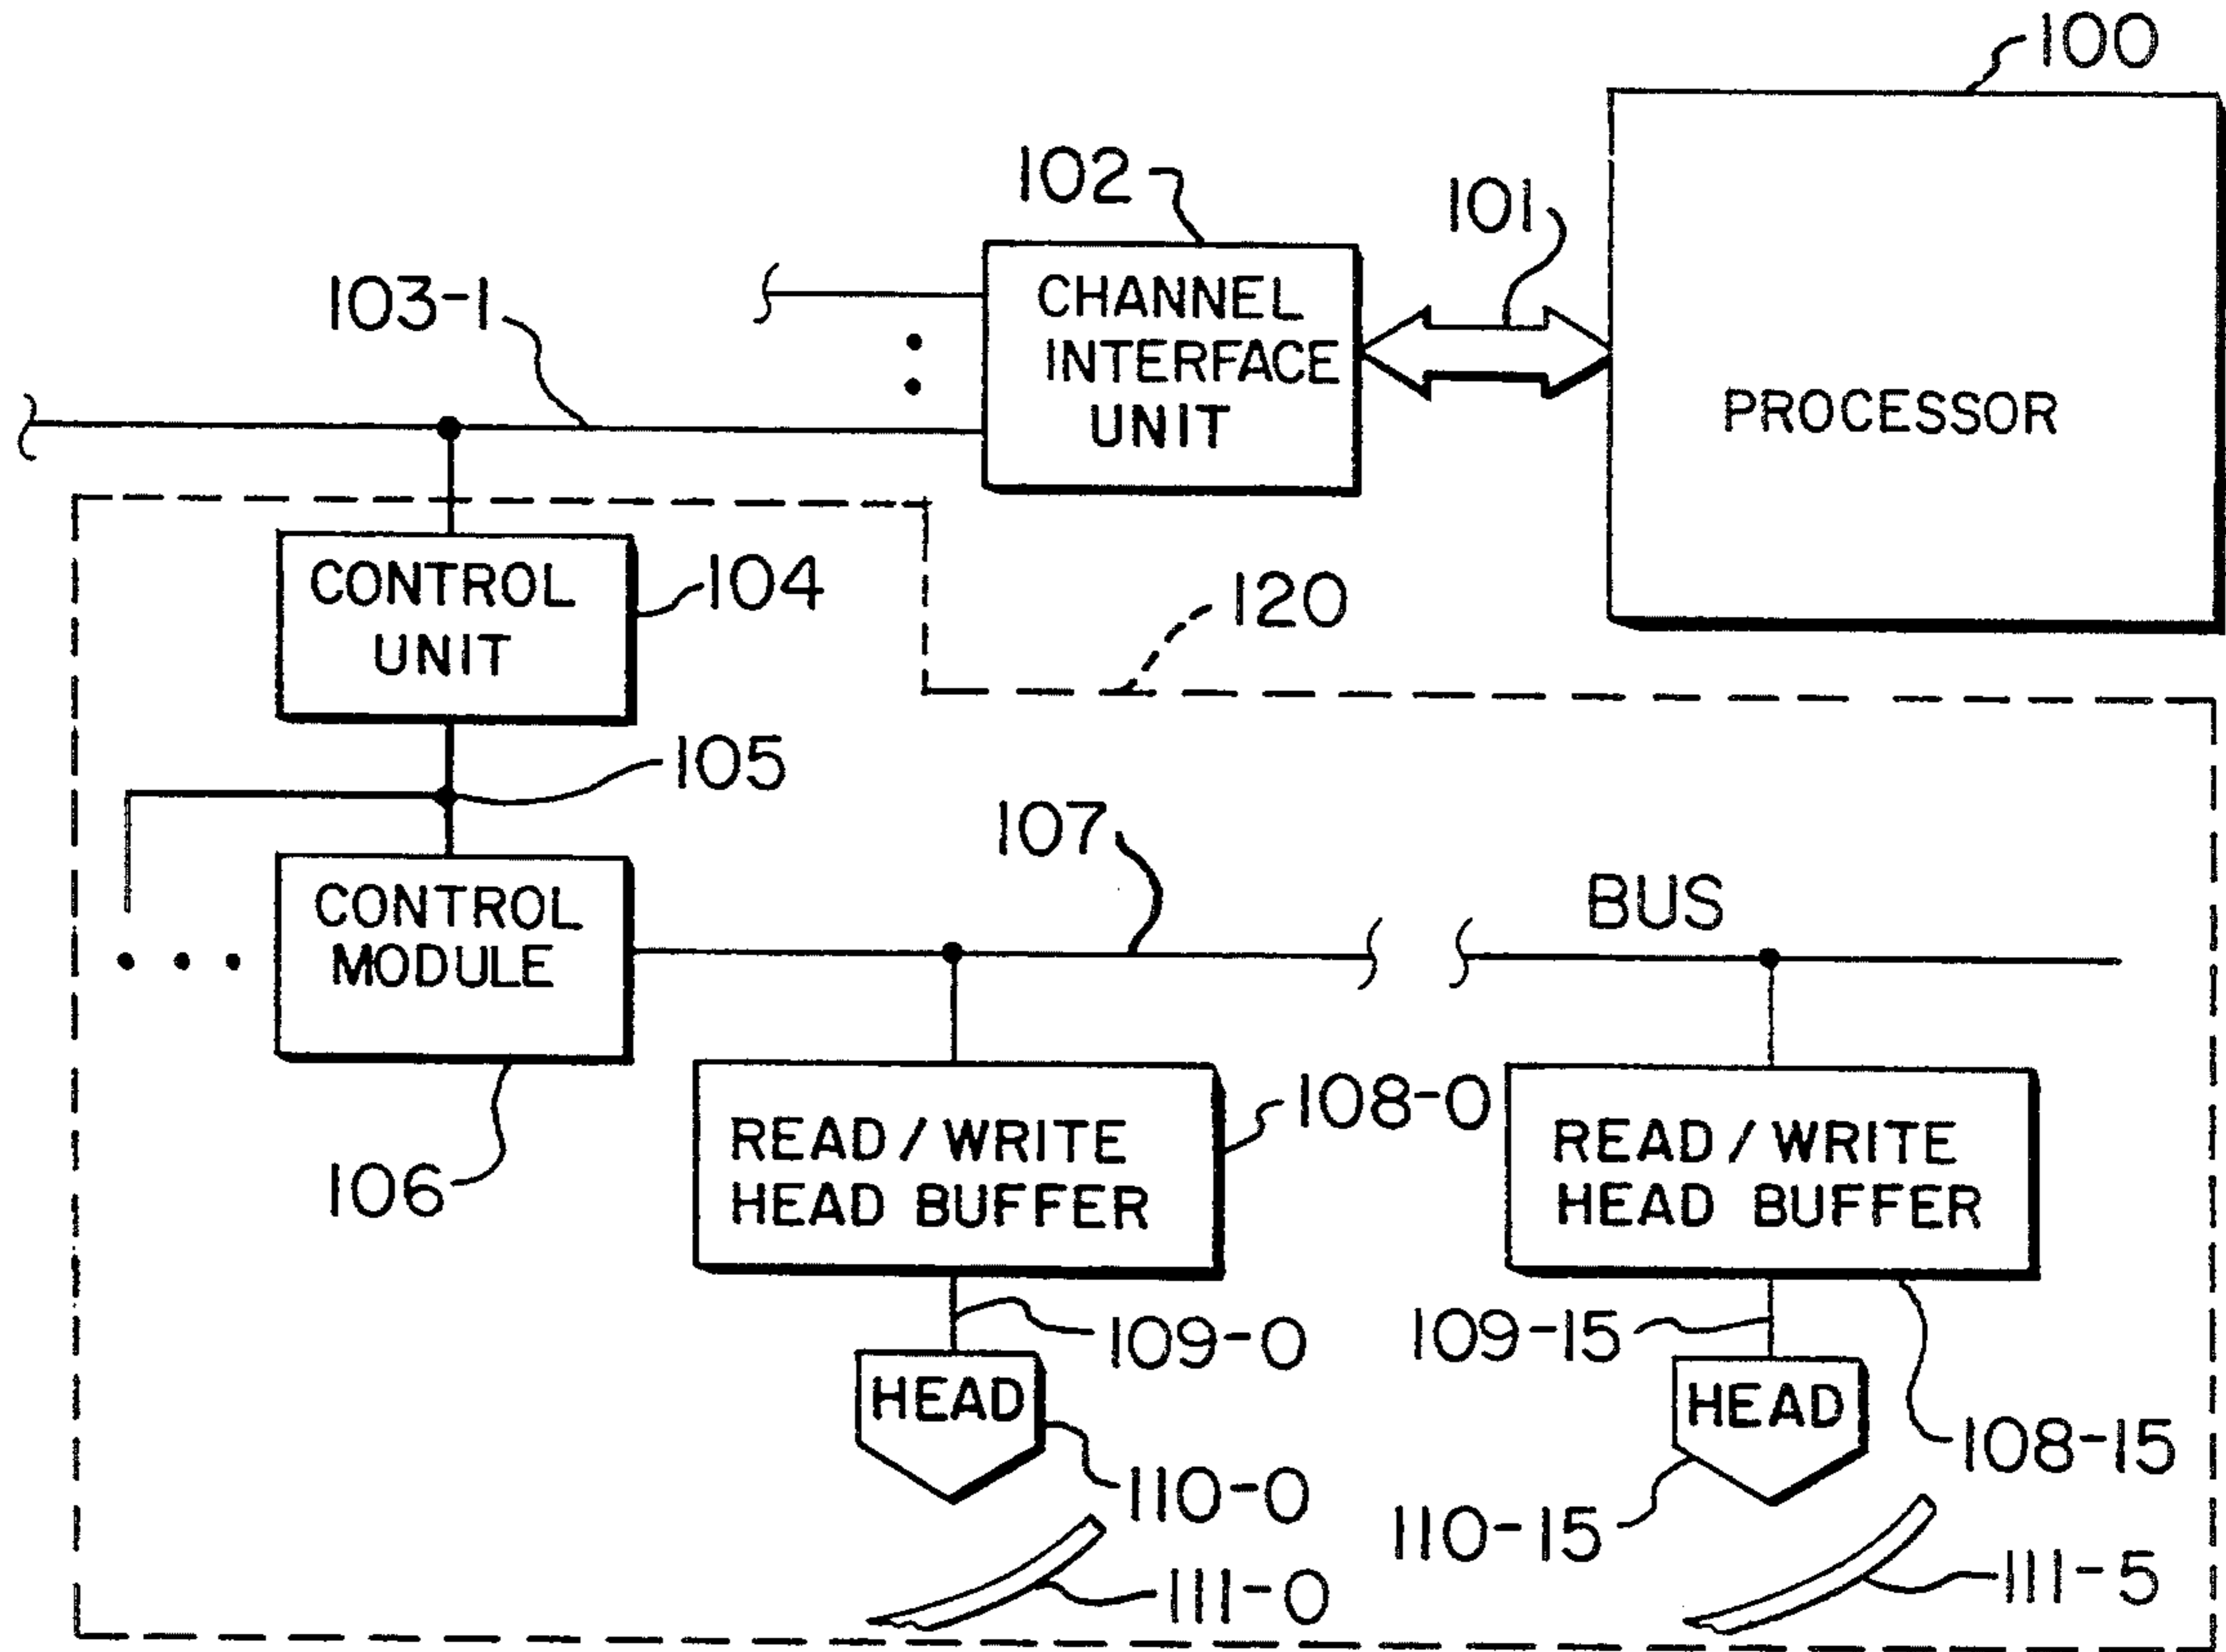 100
102
101
103-1
CHANNEL
INTERFACE
UNIT
PROCESSOR
CONTROL
UNIT
104
120
105
107
BUS
CONTROL
MODULE
106
READ/WRITE
HEAD BUFFER
108-0
READ/WRITE
HEAD BUFFER
109-0
109-15
HEAD
HEAD
108-15
110-0
110-15
111-0
111-5